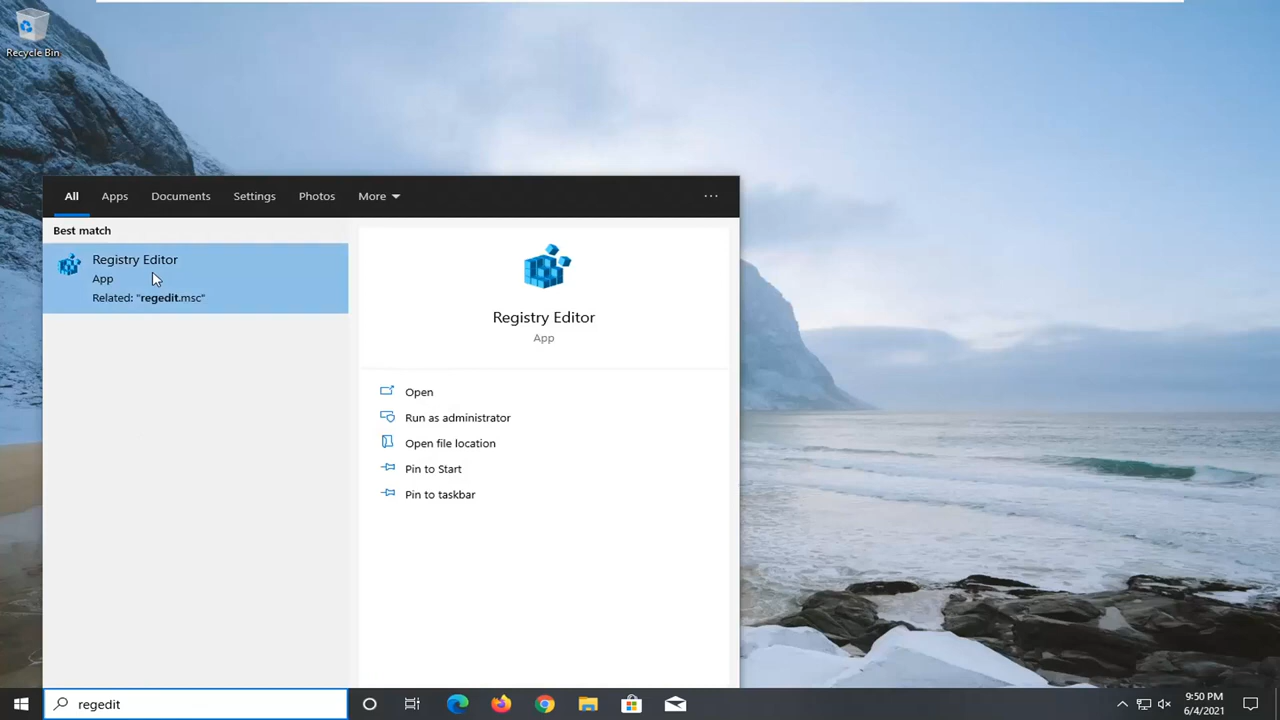 Recycle Bin
All Apps Documents Settings Photos More ...
Best match
Registry Editor
App
Related: "regedit.msc"
Registry Editor
App
Open
Run as administrator
Open file location
Pin to Start
Pin to taskbar
regedit
9:50 PM
6/4/2021